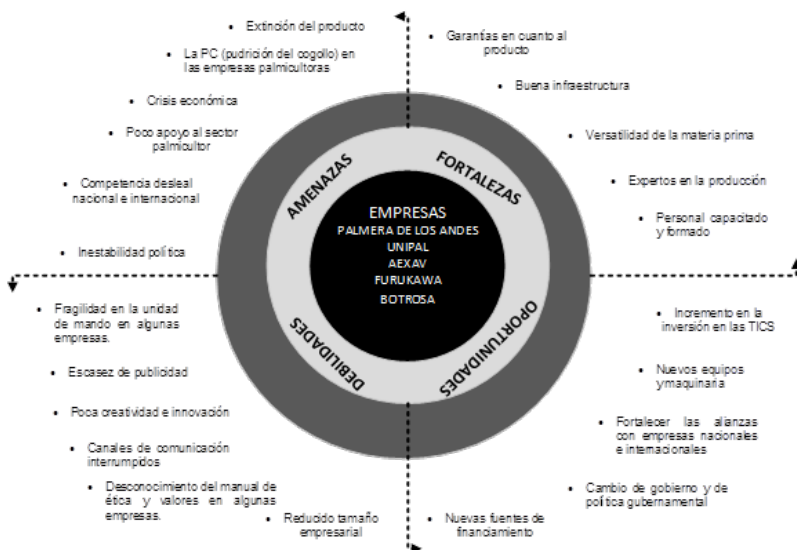 Extinción del producto
La PC (pudrición del cogollo) en
las empresas palmicultoras
Crisis económica
Poco apoyo al sector
palmicultor
Competencia desleal
nacional e internacional
Inestabilidad política
Garantías en cuanto al
producto
Buena infraestructura
Versatilidad de la materia prima
Expertos en la producción
Personal capacitado
y formado
AMENAZAS
FORTALEZAS
EMPRESAS
PALMERA DE LOS ANDES
UNIPAL
AEXAV
FURUKAWA
BOTROSA
DEBILIDADES
OPORTUNIDADES
Fragilidad en la unidad
de mando en algunas
empresas.
Escasez de publicidad
Poca creatividad e innovación
Canales de comunicación
interrumpidos
Desconocimiento del manual de
ética y valores en algunas
empresas.
Reducido tamaño
empresarial
Incremento en la
inversión en las TICS
Nuevos equipos
y maquinaria
Fortalecer las alianzas
con empresas nacionales
e internacionales
Cambio de gobierno y de
política gubernamental
Nuevas fuentes de
financiamiento